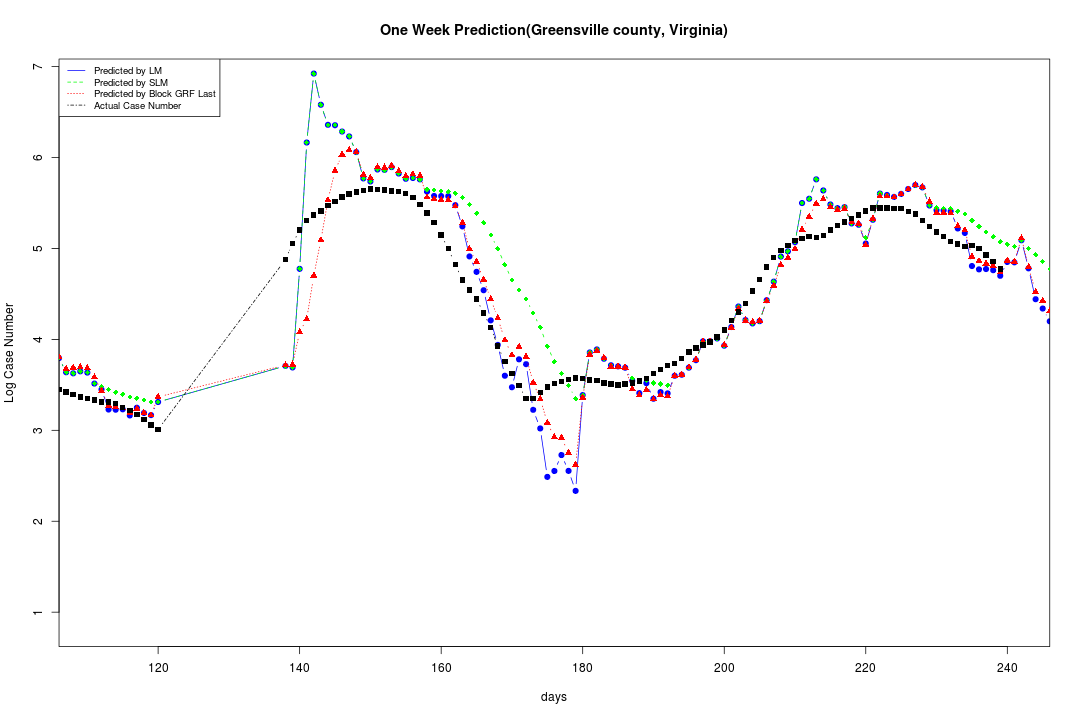 One Week Prediction(Greensville county, Virginia)
Predicted by LM
Predicted by SLM
Predicted by Block GRF Last
Actual Case Number
7
6
5
4
3
2
1
Log Case Number
120 140 160 180 200 220 240
days